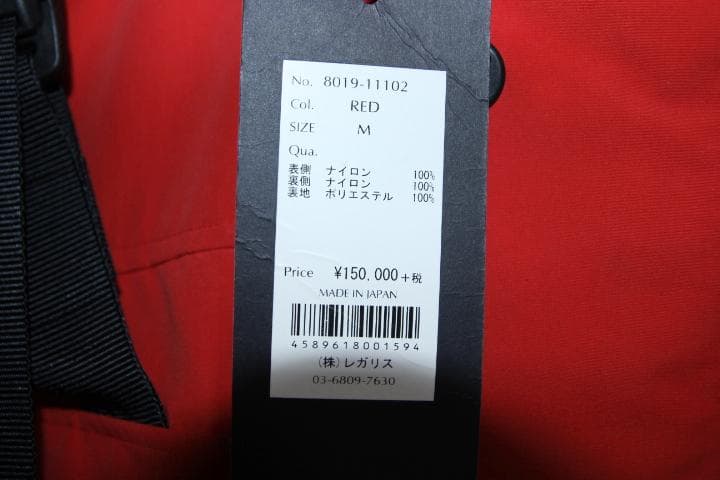 No. 8019-11102
Col. RED
SIZE M
Qua.
表側 ナイロン 100%
裏側 ナイロン 100%
裏地 ポリエステル 100%
Price ¥150,000+税
MADE IN JAPAN
4589618001594
(株)レガリス
03-6809-7630